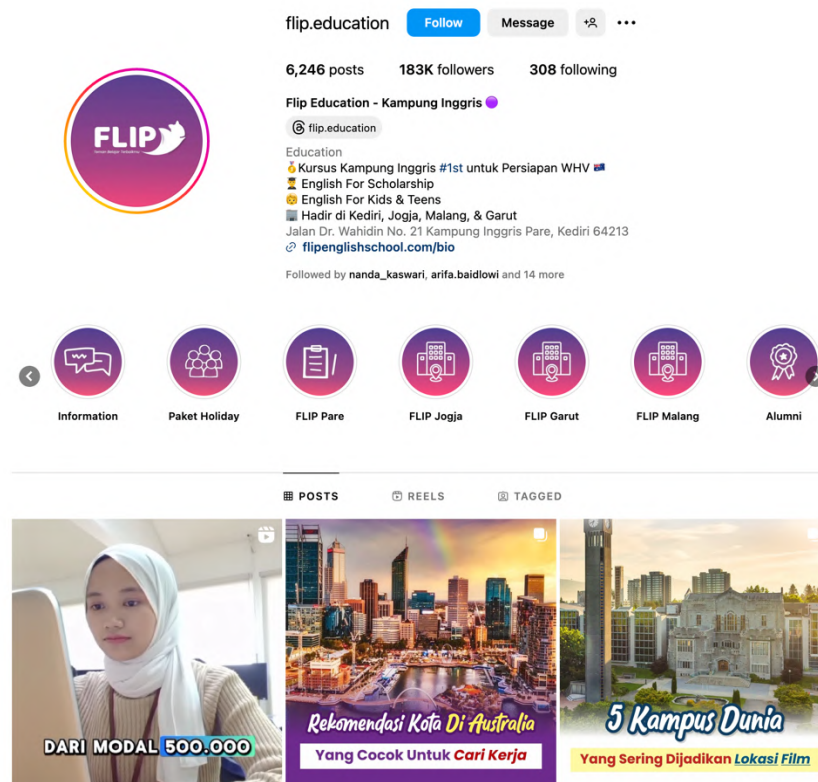 flip.education Follow Message
6,246 posts 183K followers 308 following
Flip Education - Kampung Inggris
flip.education
Education
Kursus Kampung Inggris #1st untuk Persiapan WHV 🇦🇺
English For Scholarship
English For Kids & Teens
Hadir di Kediri, Jogja, Malang, & Garut
Jalan Dr. Wahidin No. 21 Kampung Inggris Pare, Kediri 64213
flipenglishschool.com/bio
Followed by nanda_kaswari, arifa.baidlowi and 14 more
FLIP
Information Paket Holiday FLIP Pare FLIP Jogja FLIP Garut FLIP Malang Alumni
POSTS REELS TAGGED
DARI MODAL 500.000
Rekomendasi Kota Di Australia
Yang Cocok Untuk Cari Kerja
5 Kampus Dunia
Yang Sering Dijadikan Lokasi Film